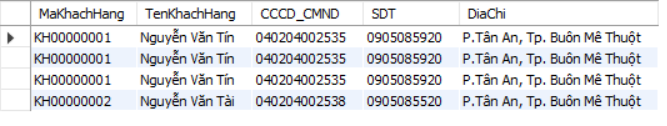 MaKhachHang TenKhachHang CCCD_CMND SDT DiaChi
KH00000001 Nguyễn Văn Tín 040204002535 0905085920 P.Tân An, Tp. Buôn Mê Thuột
KH00000001 Nguyễn Văn Tín 040204002535 0905085920 P.Tân An, Tp. Buôn Mê Thuột
KH00000001 Nguyễn Văn Tín 040204002535 0905085920 P.Tân An, Tp. Buôn Mê Thuột
KH00000002 Nguyễn Văn Tài 040204002538 0905085520 P.Tân An, Tp. Buôn Mê Thuột